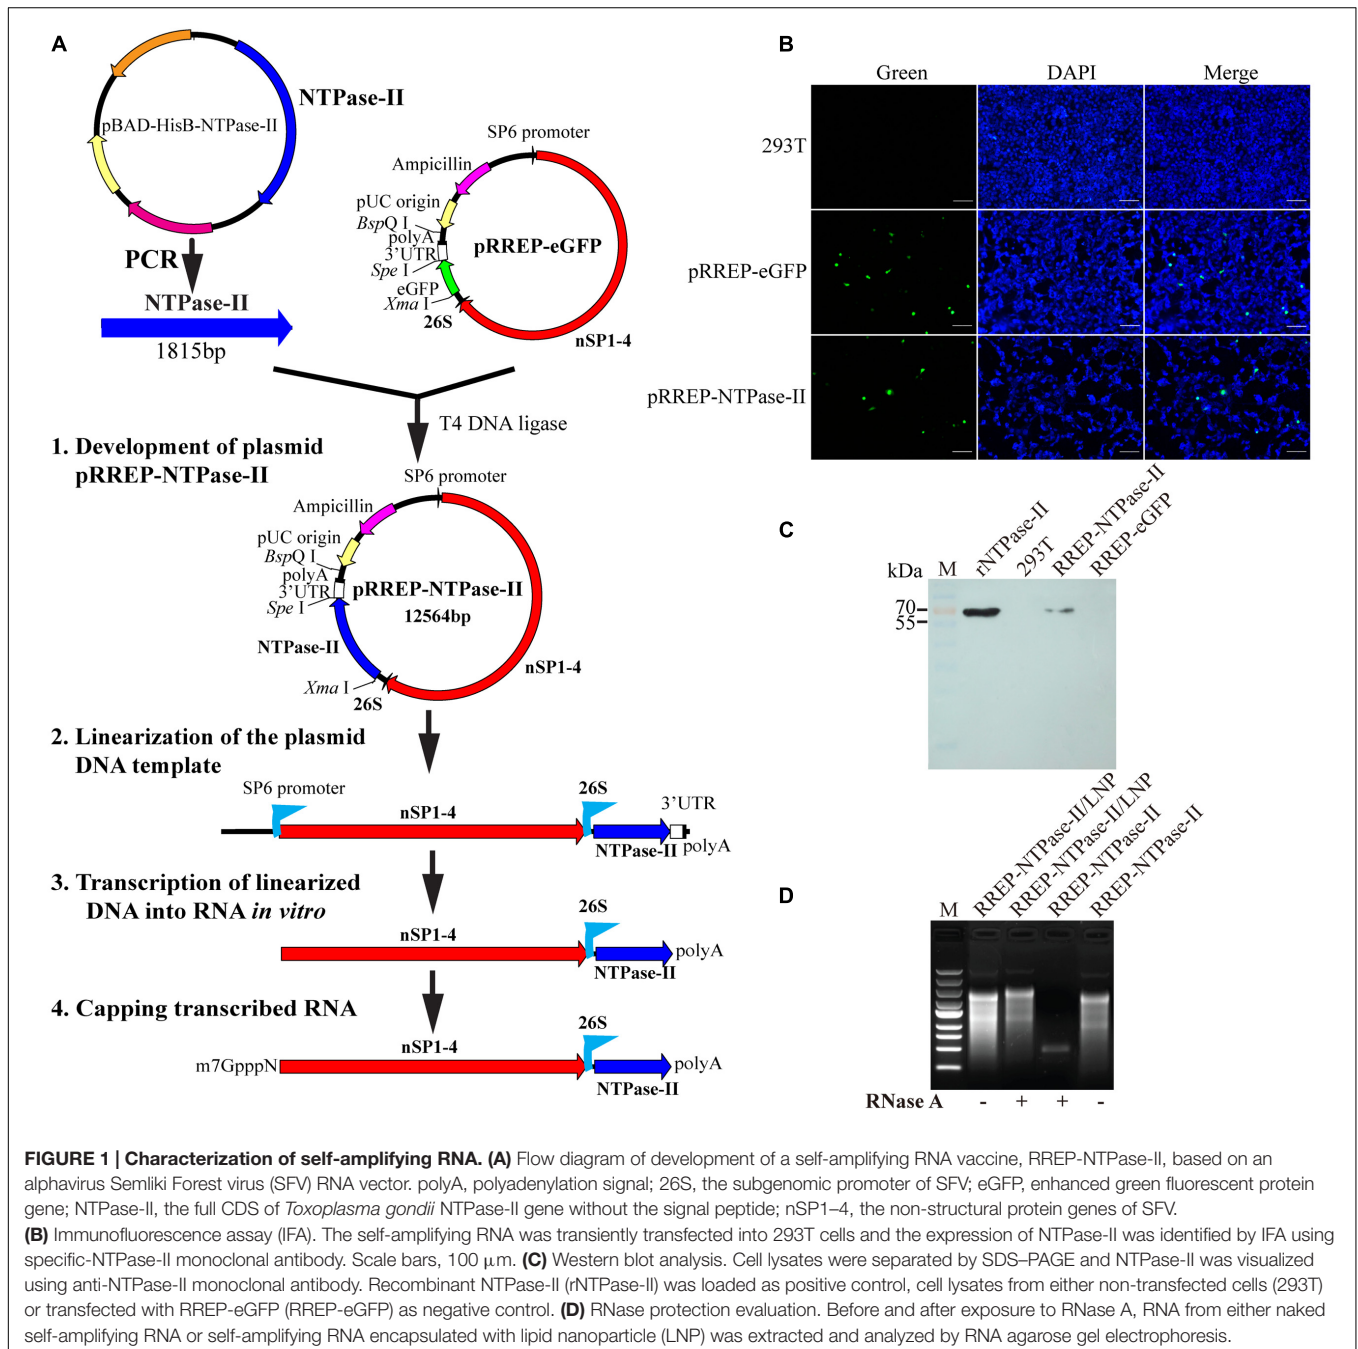 A
NTPase-II
pBAD-HisB-NTPase-II
PCR
NTPase-II
1815bp
SP6 promoter
Ampicillin
pUC origin
BspQ I
polyA
3’UTR
Spe I
eGFP
Xma I
26S
pRREP-eGFP
nSP1-4
T4 DNA ligase
1. Development of plasmid
pRREP-NTPase-II
SP6 promoter
Ampicillin
pUC origin
BspQ I
polyA
3’UTR
Spe I
pRREP-NTPase-II
12564bp
NTPase-II
Xma I
26S
nSP1-4
2. Linearization of the plasmid
DNA template
SP6 promoter
nSP1-4
26S
3’UTR
NTPase-II
polyA
3. Transcription of linearized
DNA into RNA in vitro
nSP1-4
26S
polyA
NTPase-II
4. Capping transcribed RNA
m7GpppN
nSP1-4
26S
polyA
NTPase-II
B
Green DAPI Merge
293T
pRREP-eGFP
pRREP-NTPase-II
C
kDa M rNTPase-II 293T RREP-NTPase-II RREP-eGFP
70
55
D
M RREP-NTPase-II/LNP RREP-NTPase-II/LNP RREP-NTPase-II RREP-NTPase-II
RNase A - + + -
FIGURE 1 | Characterization of self-amplifying RNA. (A) Flow diagram of development of a self-amplifying RNA vaccine, RREP-NTPase-II, based on an
alphavirus Semliki Forest virus (SFV) RNA vector. polyA, polyadenylation signal; 26S, the subgenomic promoter of SFV; eGFP, enhanced green fluorescent protein
gene; NTPase-II, the full CDS of Toxoplasma gondii NTPase-II gene without the signal peptide; nSP1–4, the non-structural protein genes of SFV.
(B) Immunofluorescence assay (IFA). The self-amplifying RNA was transiently transfected into 293T cells and the expression of NTPase-II was identified by IFA using
specific-NTPase-II monoclonal antibody. Scale bars, 100 μm. (C) Western blot analysis. Cell lysates were separated by SDS–PAGE and NTPase-II was visualized
using anti-NTPase-II monoclonal antibody. Recombinant NTPase-II (rNTPase-II) was loaded as positive control, cell lysates from either non-transfected cells (293T)
or transfected with RREP-eGFP (RREP-eGFP) as negative control. (D) RNase protection evaluation. Before and after exposure to RNase A, RNA from either naked
self-amplifying RNA or self-amplifying RNA encapsulated with lipid nanoparticle (LNP) was extracted and analyzed by RNA agarose gel electrophoresis.